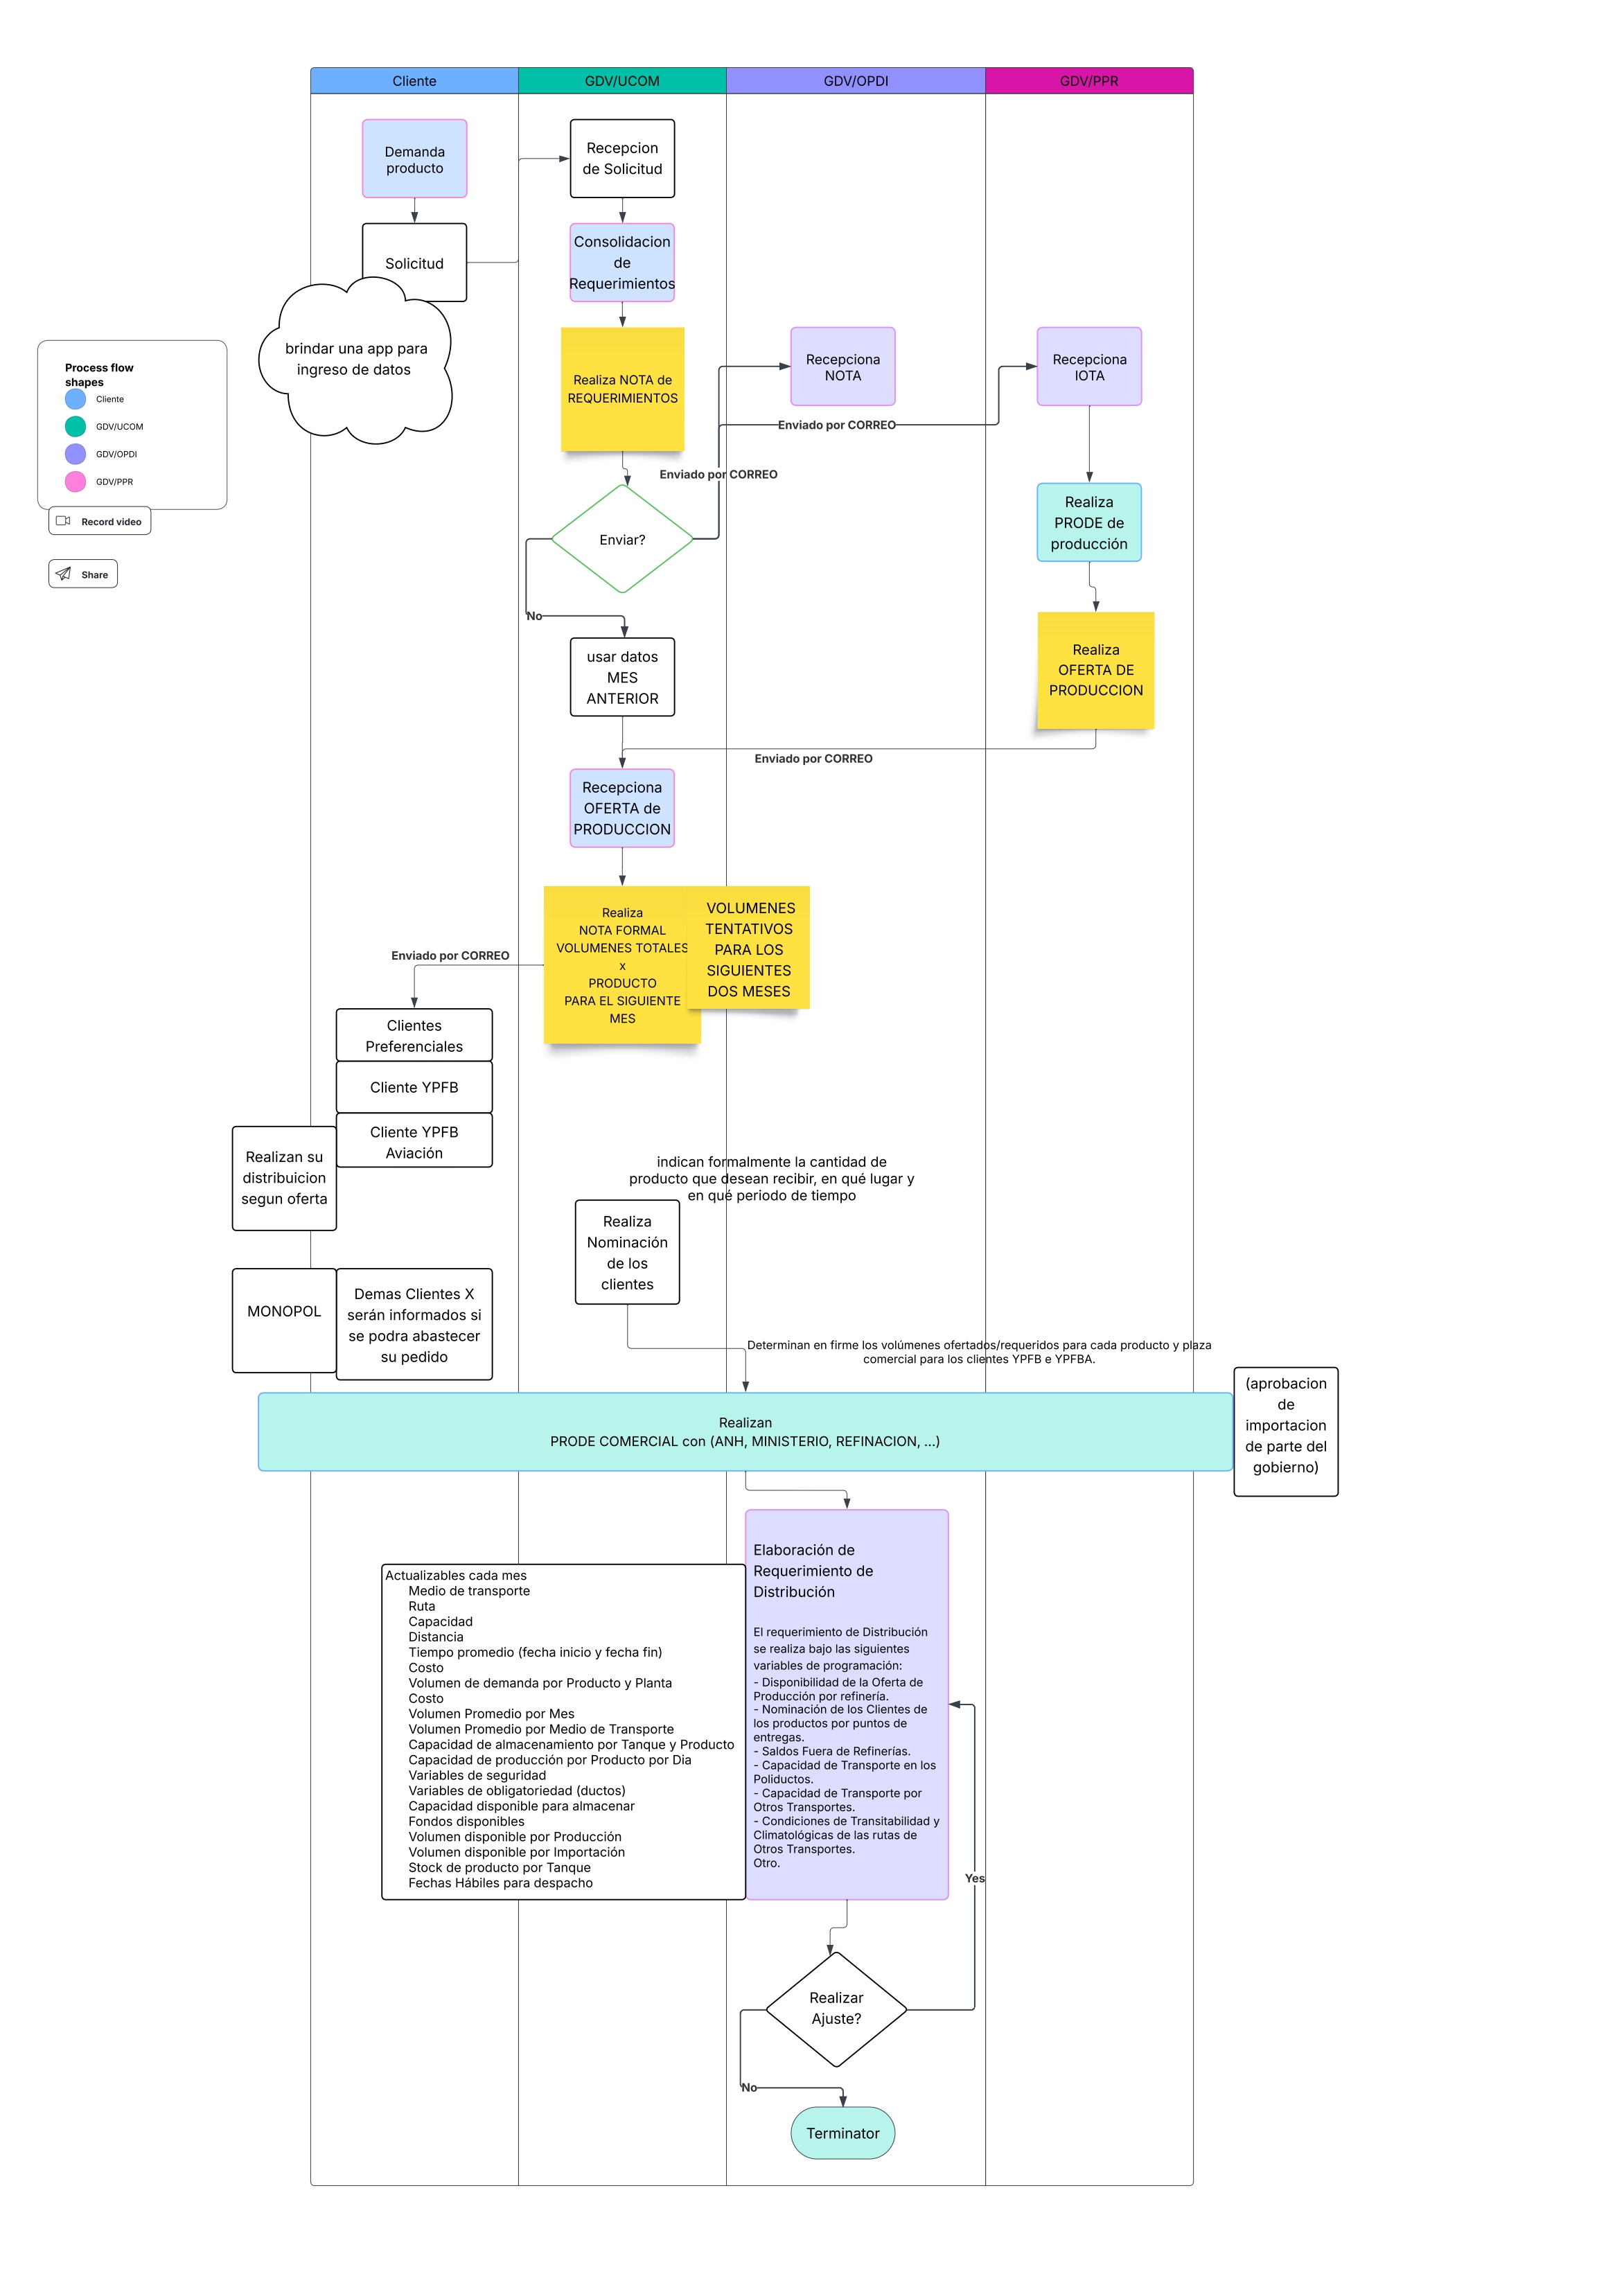 Cliente
GDV/UCOM
GDV/OPDI
GDV/PPR
Demanda
producto
Recepcion
de Solicitud
Solicitud
Consolidacion
de
Requerimientos
brindar una app para
ingreso de datos
Process flow
shapes
Cliente
GDV/UCOM
GDV/OPDI
GDV/PPR
Record video
Share
Realiza NOTA de
REQUERIMIENTOS
Recepciona
NOTA
Recepciona
IOTA
Enviado por CORREO
Enviado por CORREO
Enviar?
Realiza
PRODE de
producción
No
usar datos
MES
ANTERIOR
Realiza
OFERTA DE
PRODUCCION
Enviado por CORREO
Recepciona
OFERTA de
PRODUCCION
Realiza
NOTA FORMAL
VOLUMENES TOTALES
x
PRODUCTO
PARA EL SIGUIENTE
MES
VOLUMENES
TENTATIVOS
PARA LOS
SIGUIENTES
DOS MESES
Enviado por CORREO
Clientes
Preferenciales
Cliente YPFB
Cliente YPFB
Aviación
Realizan su
distribuicion
segun oferta
indican formalmente la cantidad de
producto que desean recibir, en qué lugar y
en qué periodo de tiempo
Realiza
Nominación
de los
clientes
MONOPOL
Demas Clientes X
serán informados si
se podra abastecer
su pedido
Determinan en firme los volúmenes ofertados/requeridos para cada producto y plaza
comercial para los clientes YPFB e YPFBA.
Realizan
PRODE COMERCIAL con (ANH, MINISTERIO, REFINACION, ...)
(aprobacion
de
importacion
de parte del
gobierno)
Elaboración de
Requerimiento de
Distribución
El requerimiento de Distribución
se realiza bajo las siguientes
variables de programación:
- Disponibilidad de la Oferta de
Producción por refinería.
- Nominación de los Clientes de
los productos por puntos de
entregas.
- Saldos Fuera de Refinerías.
- Capacidad de Transporte en los
Poliductos.
- Capacidad de Transporte por
Otros Transportes.
- Condiciones de Transitabilidad y
Climatológicas de las rutas de
Otros Transportes.
Otro.
Actualizables cada mes
Medio de transporte
Ruta
Capacidad
Distancia
Tiempo promedio (fecha inicio y fecha fin)
Costo
Volumen de demanda por Producto y Planta
Costo
Volumen Promedio por Mes
Volumen Promedio por Medio de Transporte
Capacidad de almacenamiento por Tanque y Producto
Capacidad de producción por Producto por Dia
Variables de seguridad
Variables de obligatoriedad (ductos)
Capacidad disponible para almacenar
Fondos disponibles
Volumen disponible por Producción
Volumen disponible por Importación
Stock de producto por Tanque
Fechas Hábiles para despacho
Yes
Realizar
Ajuste?
No
Terminator